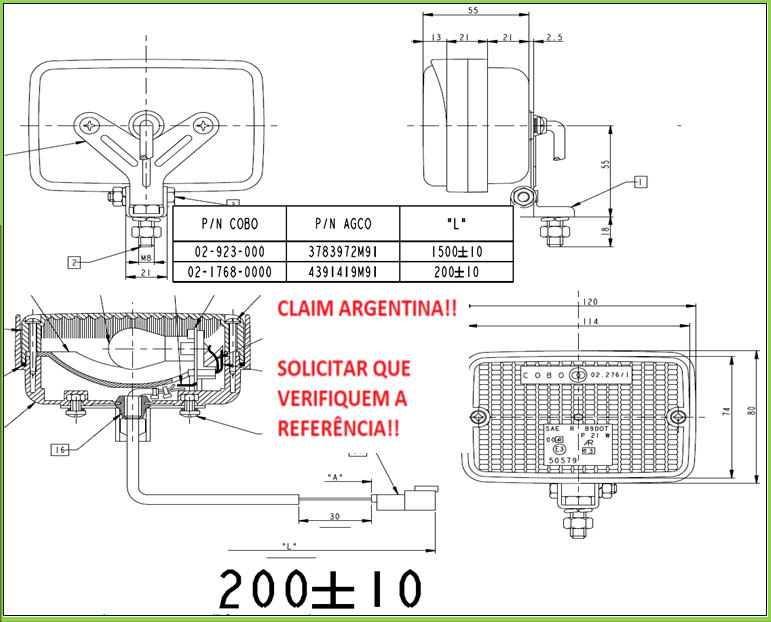 55
13 21 21 2.5
55
1
18
2
M8
21
P/N COBO P/N AGCO "L"
02-923-000 3783972M91 1500±10
02-1768-0000 4391419M91 200±10
CLAIM ARGENTINA!!
SOLICITAR QUE
VERIFIQUEM A
REFERÊNCIA!!
120
114
COBO 02.276/1
74
80
SAE R 89DOT
P 21 W
E3
50579
16
"A"
30
"L"
200±10